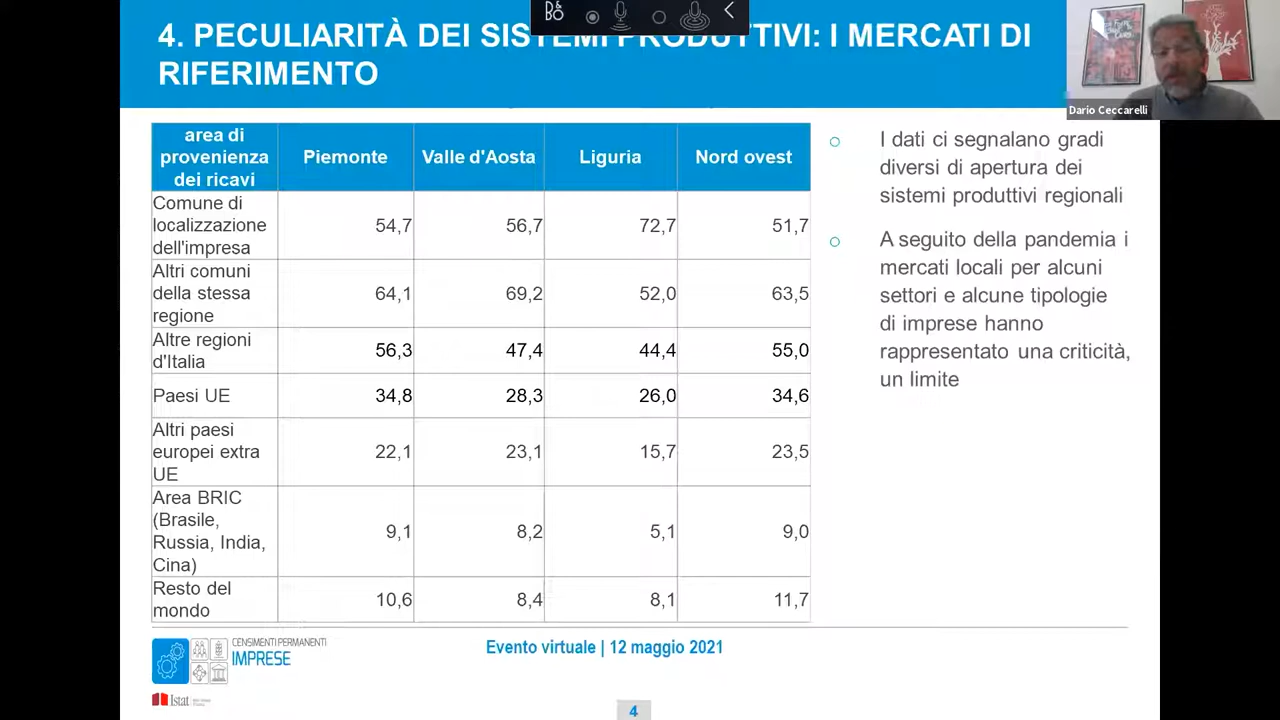 4. PECULIARITÀ DEI SISTEMI PRODUTTIVI: I MERCATI DI
RIFERIMENTO
Dario Ceccarelli
area di
provenienza
dei ricavi
Piemonte
Valle d'Aosta
Liguria
Nord ovest
Comune di
localizzazione
dell'impresa
54,7
56,7
72,7
51,7
Altri comuni
della stessa
regione
64,1
69,2
52,0
63,5
Altre regioni
d'Italia
56,3
47,4
44,4
55,0
Paesi UE
34,8
28,3
26,0
34,6
Altri paesi
europei extra
UE
22,1
23,1
15,7
23,5
Area BRIC
(Brasile,
Russia, India,
Cina)
9,1
8,2
5,1
9,0
Resto del
mondo
10,6
8,4
8,1
11,7
I dati ci segnalano gradi
diversi di apertura dei
sistemi produttivi regionali
A seguito della pandemia i
mercati locali per alcuni
settori e alcune tipologie
di imprese hanno
rappresentato una criticità,
un limite
CENSIMENTI PERMANENTI
IMPRESE
Istat
Evento virtuale | 12 maggio 2021
4